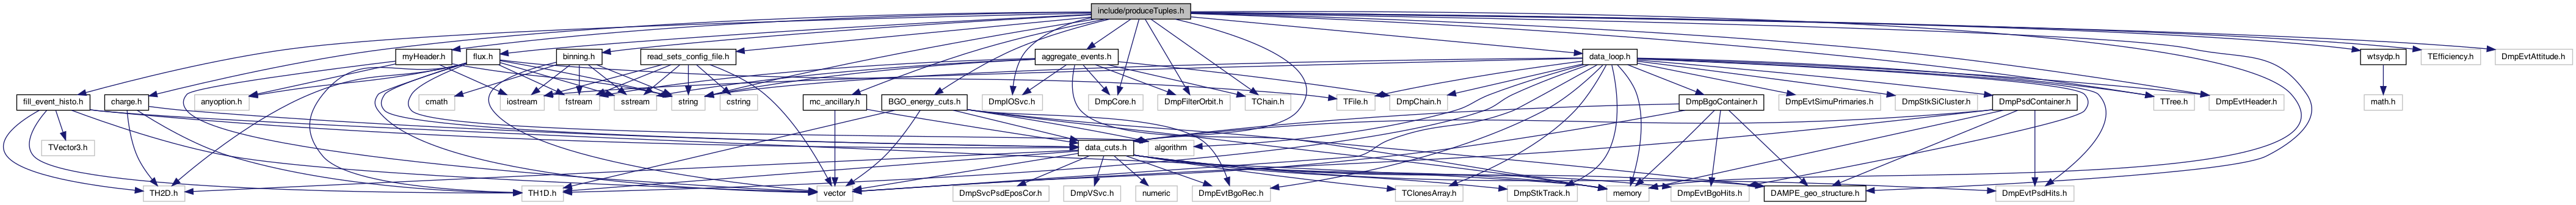 include/produceTuples.h
myHeader.h
flux.h
binning.h
read_sets_config_file.h
aggregate_events.h
data_loop.h
wtsydp.h
TEfficiency.h
DmpEvtAttitude.h
fill_event_histo.h
charge.h
anyoption.h
cmath
iostream
fstream
sstream
string
cstring
mc_ancillary.h
BGO_energy_cuts.h
DmpIOSvc.h
DmpCore.h
DmpFilterOrbit.h
TChain.h
TFile.h
DmpChain.h
DmpBgoContainer.h
DmpEvtSimuPrimaries.h
DmpStkSiCluster.h
DmpPsdContainer.h
TTree.h
DmpEvtHeader.h
math.h
TVector3.h
data_cuts.h
algorithm
TH2D.h
TH1D.h
vector
DmpSvcPsdEposCor.h
DmpVSvc.h
numeric
DmpEvtBgoRec.h
TClonesArray.h
DmpStkTrack.h
memory
DmpEvtBgoHits.h
DAMPE_geo_structure.h
DmpEvtPsdHits.h